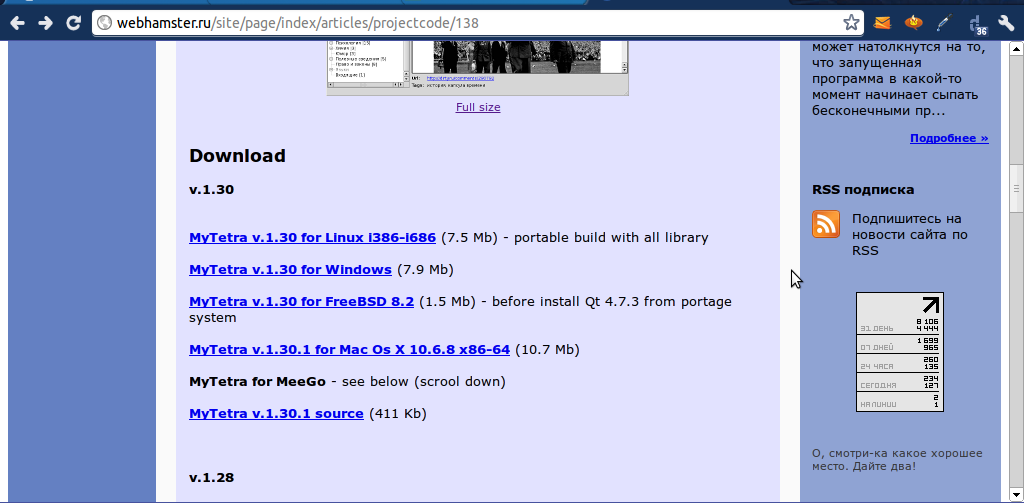 webhamster.ru/site/page/index/articles/projectcode/138
36
Url:
Tags: история, капсула времени
Full size
Download
v.1.30
MyTetra v.1.30 for Linux i386-i686 (7.5 Mb) - portable build with all library
MyTetra v.1.30 for Windows (7.9 Mb)
MyTetra v.1.30 for FreeBSD 8.2 (1.5 Mb) - before install Qt 4.7.3 from portage
system
MyTetra v.1.30.1 for Mac Os X 10.6.8 x86-64 (10.7 Mb)
MyTetra for MeeGo - see below (scrool down)
MyTetra v.1.30.1 source (411 Kb)
v.1.28
может натолкнутся на то,
что запущенная
программа в какой-то
момент начинает сыпать
бесконечными пр...
Подробнее »
RSS подписка
Подпишитесь на
новости сайта по
RSS
8 106
31 ДЕНЬ 4 444
1 699
07 ДНЕЙ 965
260
24 ЧАСА 135
234
СЕГОДНЯ 127
2
НА ЛИНИИ 1
О, смотри-ка какое хорошее
место. Дайте два!